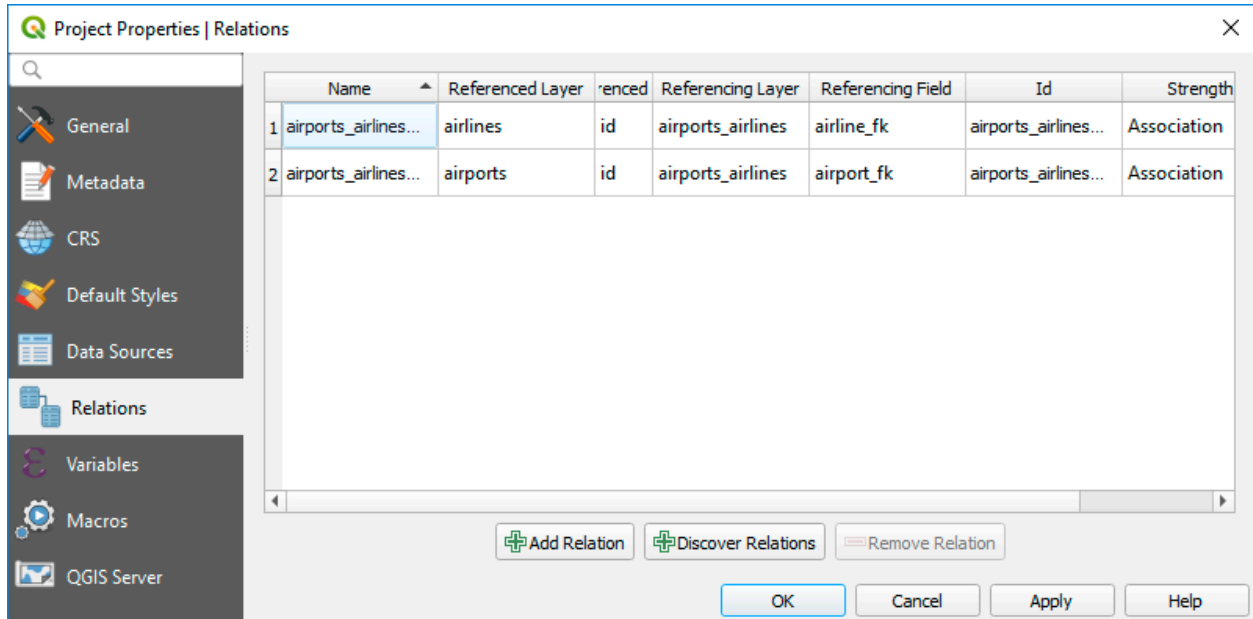 Project Properties | Relations
Name Referenced Layer renced Referencing Layer Referencing Field Id Strength
General
1 airports_airlines... airlines id airports_airlines airline_fk airports_airlines... Association
Metadata
2 airports_airlines... airports id airports_airlines airport_fk airports_airlines... Association
CRS
Default Styles
Data Sources
Relations
Variables
Macros
Add Relation Discover Relations Remove Relation
QGIS Server
OK Cancel Apply Help